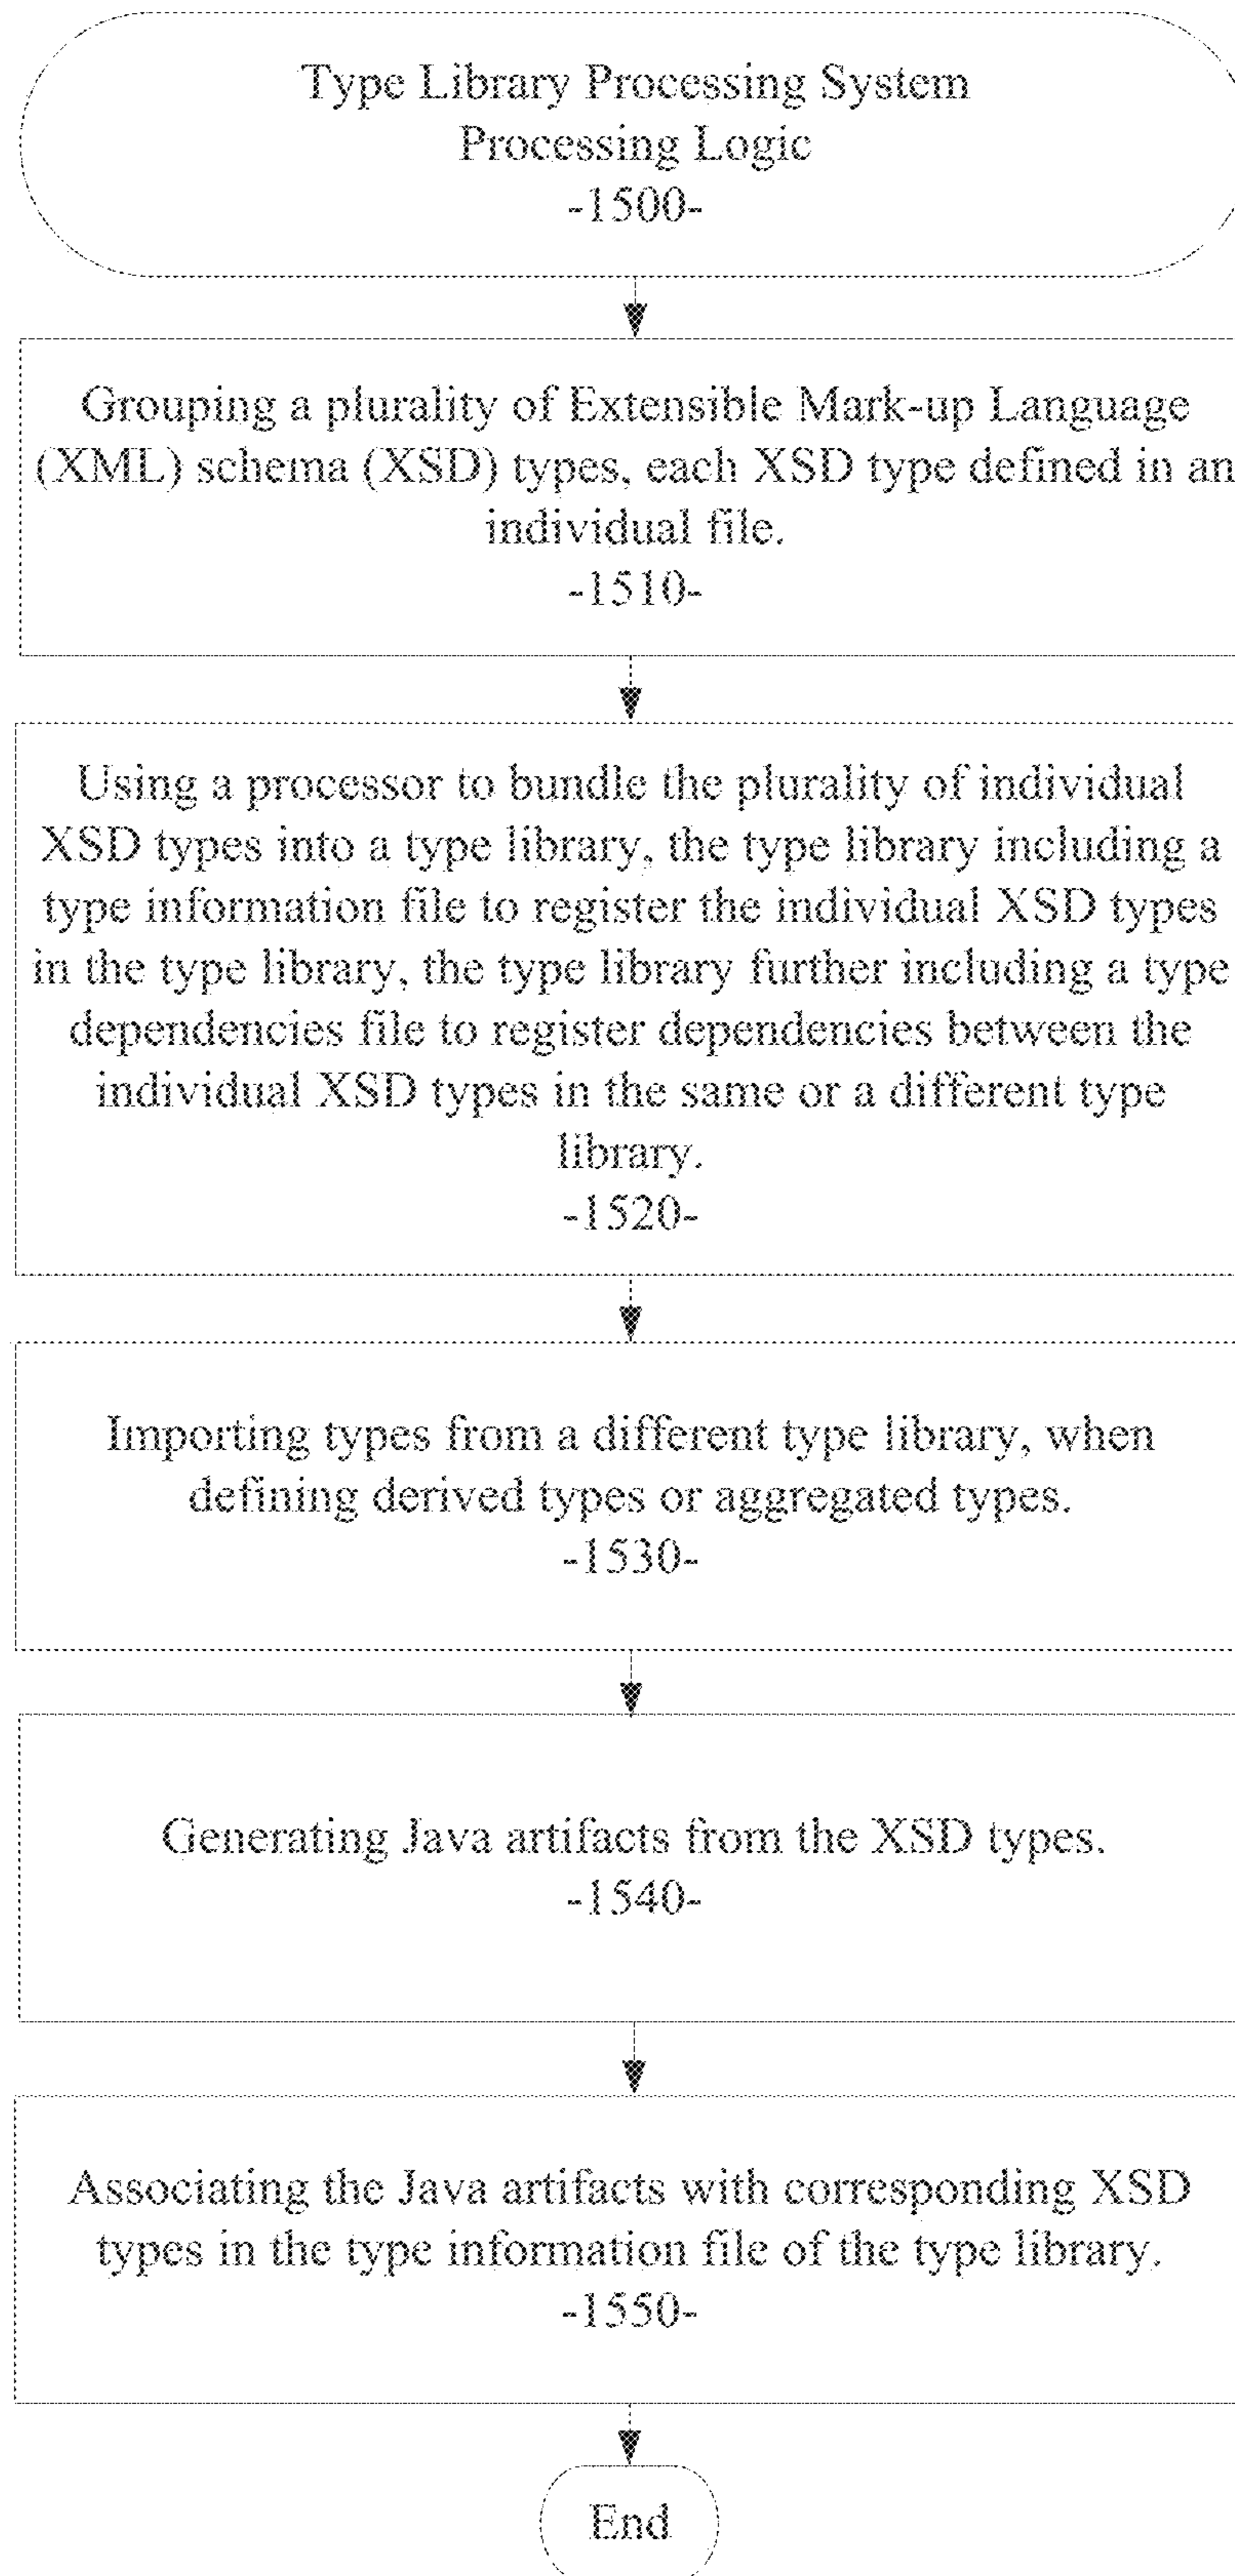 Type Library Processing System
Processing Logic
-1500-
Grouping a plurality of Extensible Mark-up Language
(XML) schema (XSD) types, each XSD type defined in an
individual file.
-1510-
Using a processor to bundle the plurality of individual
XSD types into a type library, the type library including a
type information file to register the individual XSD types
in the type library, the type library further including a type
dependencies file to register dependencies between the
individual XSD types in the same or a different type
library.
-1520-
Importing types from a different type library, when
defining derived types or aggregated types.
-1530-
Generating Java artifacts from the XSD types.
-1540-
Associating the Java artifacts with corresponding XSD
types in the type information file of the type library.
-1550-
End